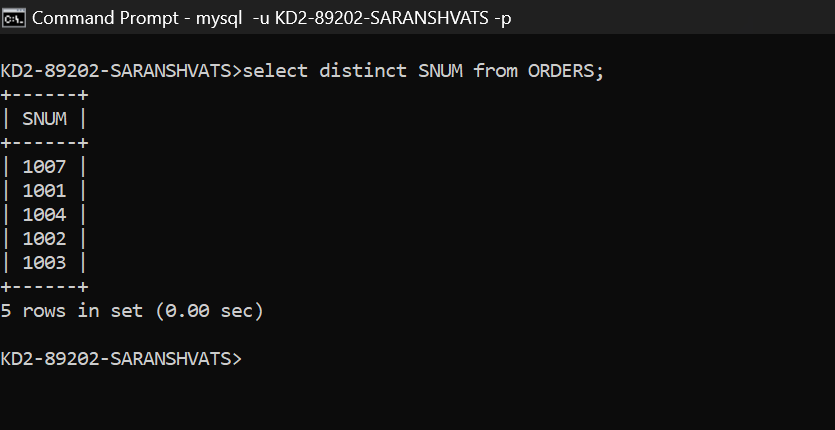 Command Prompt - mysql  -u KD2-89202-SARANSHVATS -p
KD2-89202-SARANSHVATS>select distinct SNUM from ORDERS;
+------+
| SNUM |
+------+
| 1007 |
| 1001 |
| 1004 |
| 1002 |
| 1003 |
+------+
5 rows in set (0.00 sec)
KD2-89202-SARANSHVATS>